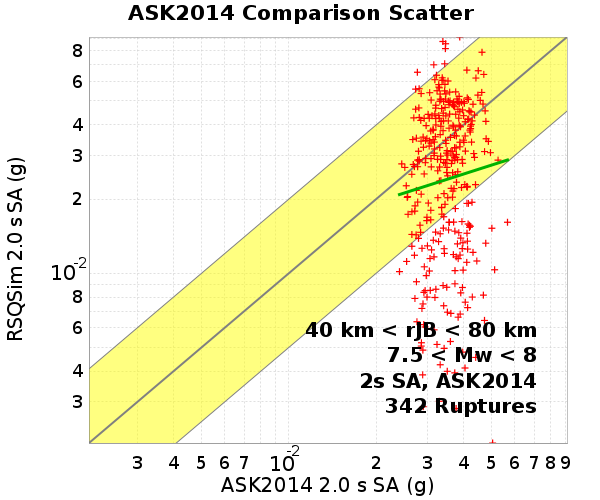 ASK2014 Comparison Scatter
RSQSim 2.0 s SA (g)
8
6
4
3
2
10-2
8
6
4
3
40 km < rJB < 80 km
7.5 < Mw < 8
2s SA, ASK2014
342 Ruptures
3 4 5 6 7 10-2 2 3 4 5 6 7 8 9
ASK2014 2.0 s SA (g)